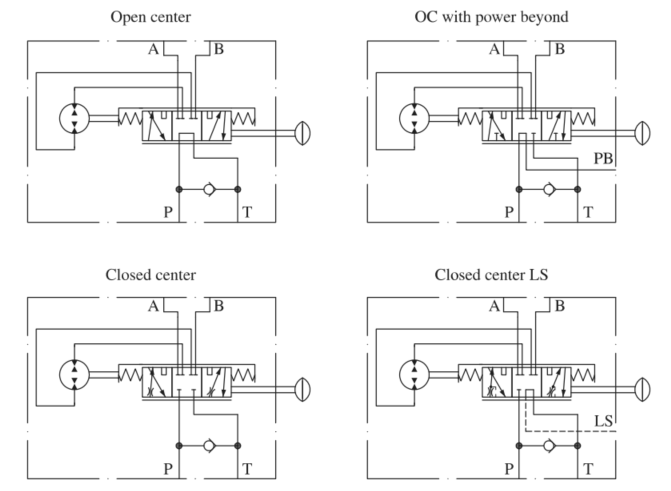 Open center
A B
P T
OC with power beyond
A B
PB
P T
Closed center
A B
P T
Closed center LS
A B
LS
P T